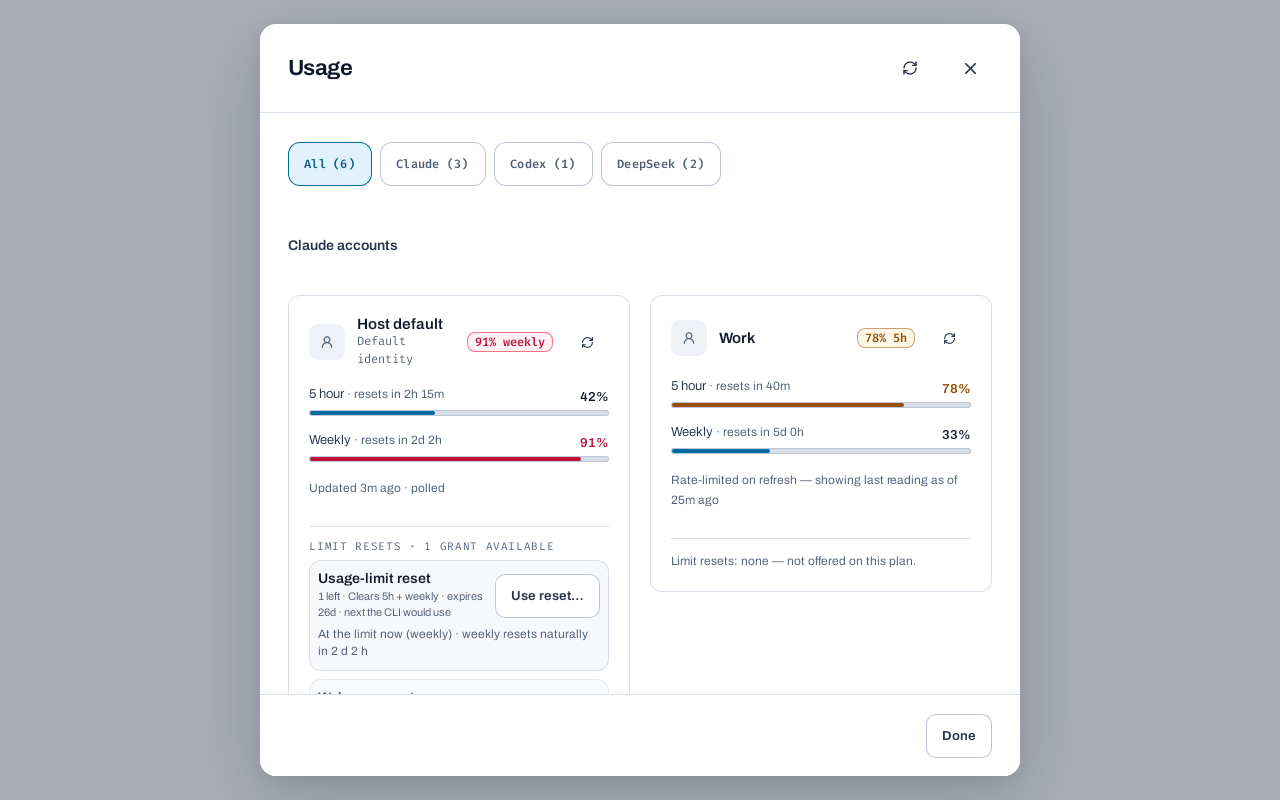 Usage
All (6)
Claude (3)
Codex (1)
DeepSeek (2)
Claude accounts
Host default
Default
identity
91% weekly
5 hour · resets in 2h 15m
42%
Weekly · resets in 2d 2h
91%
Updated 3m ago · polled
LIMIT RESETS · 1 GRANT AVAILABLE
Usage-limit reset
1 left · Clears 5h + weekly · expires
26d · next the CLI would use
Use reset…
At the limit now (weekly) · weekly resets naturally
in 2 d 2 h
Work
78% 5h
5 hour · resets in 40m
78%
Weekly · resets in 5d 0h
33%
Rate-limited on refresh — showing last reading as of
25m ago
Limit resets: none — not offered on this plan.
Done